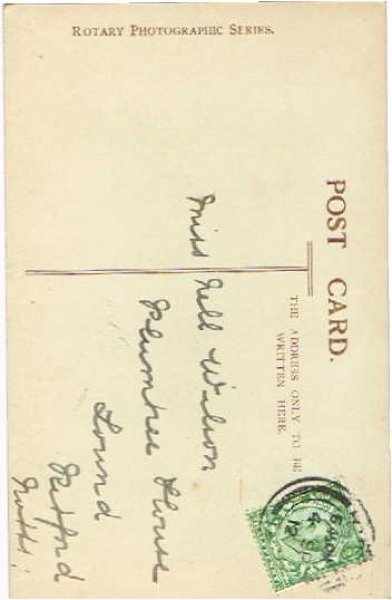 ROTARY PHOTOGRAPHIC SERIES.
POST CARD.
THE ADDRESS ONLY TO BE
WRITTEN HERE.
Miss Nell Wilson
Plumtree House
Lound
Retford
Notts.